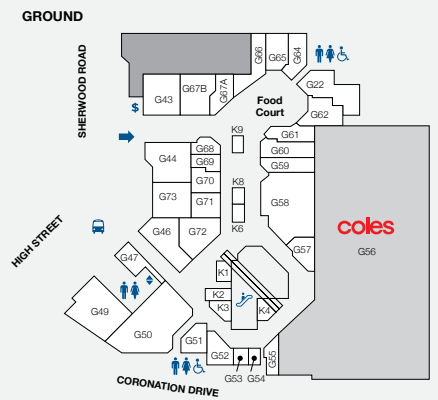 GROUND
SHERWOOD ROAD
G66
G65
G64
G43
G67B
G67A
G22
$
Food
Court
G62
K9
G61
G68
G60
G44
G69
G59
G70
K8
G73
G71
G58
coles
G56
HIGH STREET
G46
G72
K6
G57
G47
K1
K2
K3
K4
G49
G50
G51
G52
G55
G53
G54
CORONATION DRIVE